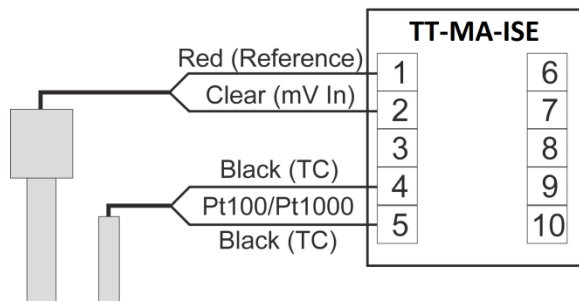 TT-MA-ISE
Red (Reference)
1 6
Clear (mV In)
2 7
3 8
Black (TC)
4 9
Pt100/Pt1000
5 10
Black (TC)